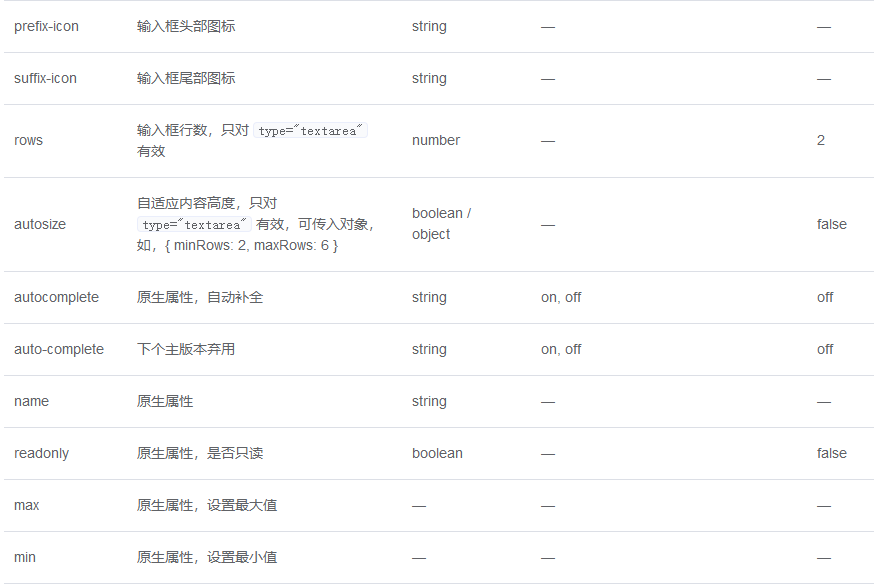 prefix-icon 输入框头部图标 string — —
suffix-icon 输入框尾部图标 string — —
rows 输入框行数，只对 type="textarea" 有效 number — 2
autosize 自适应内容高度，只对 type="textarea" 有效，可传入对象，如，{ minRows: 2, maxRows: 6 } boolean / object — false
autocomplete 原生属性，自动补全 string on, off off
auto-complete 下个主版本弃用 string on, off off
name 原生属性 string — —
readonly 原生属性，是否只读 boolean — false
max 原生属性，设置最大值 — — —
min 原生属性，设置最小值 — — —